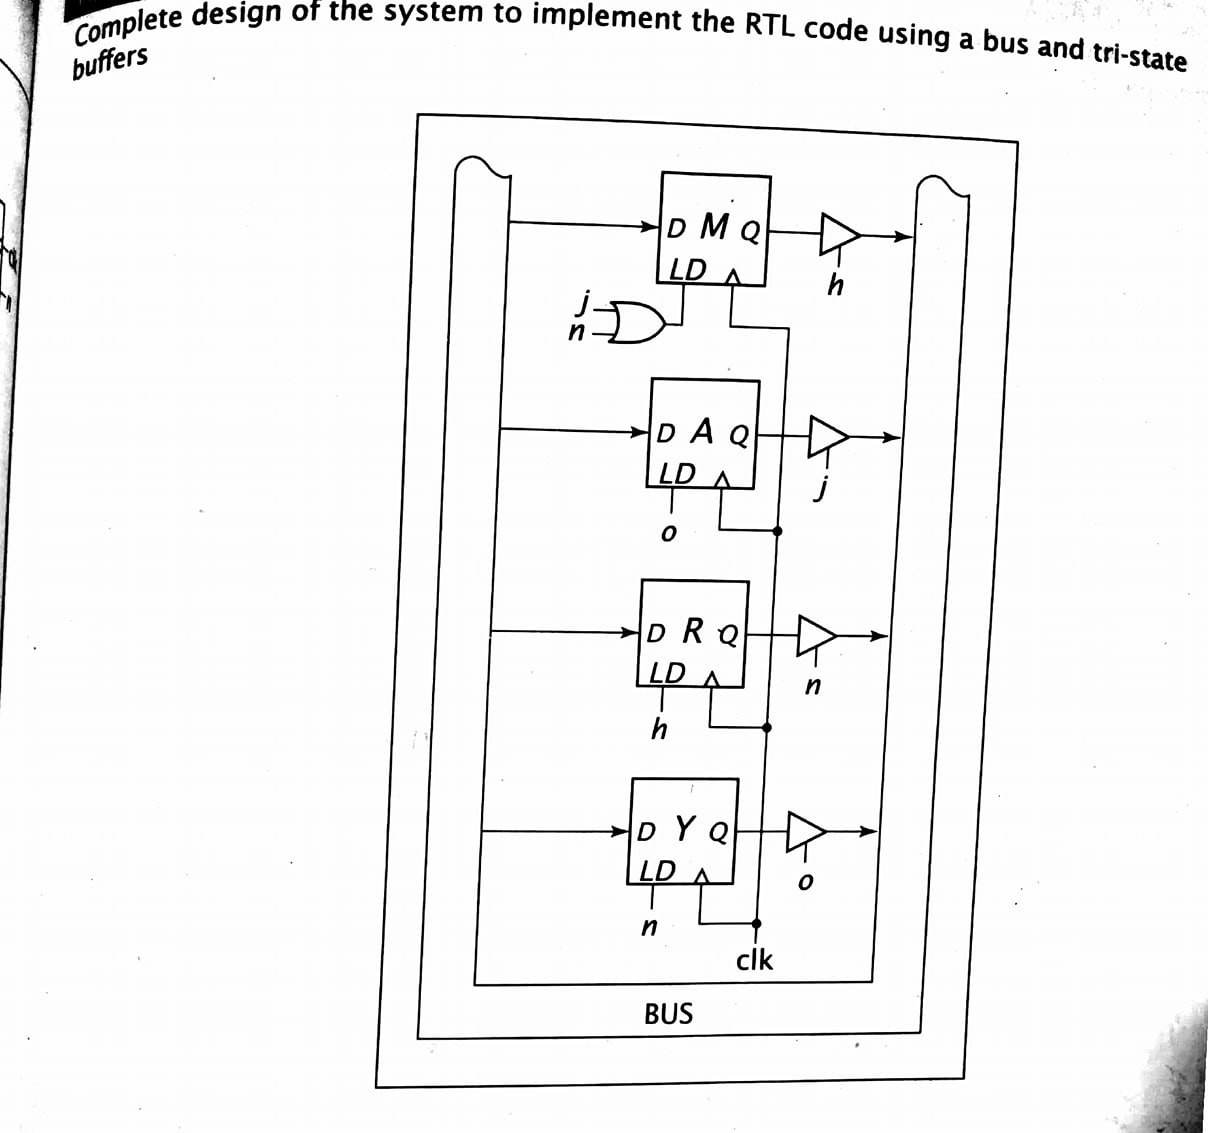 Complete design of the system to implement the RTL code using a bus and tri-state
buffers
D M Q
LD
h
j
n
D A Q
LD
j
o
D R Q
LD
n
h
D Y Q
LD
o
n
clk
BUS